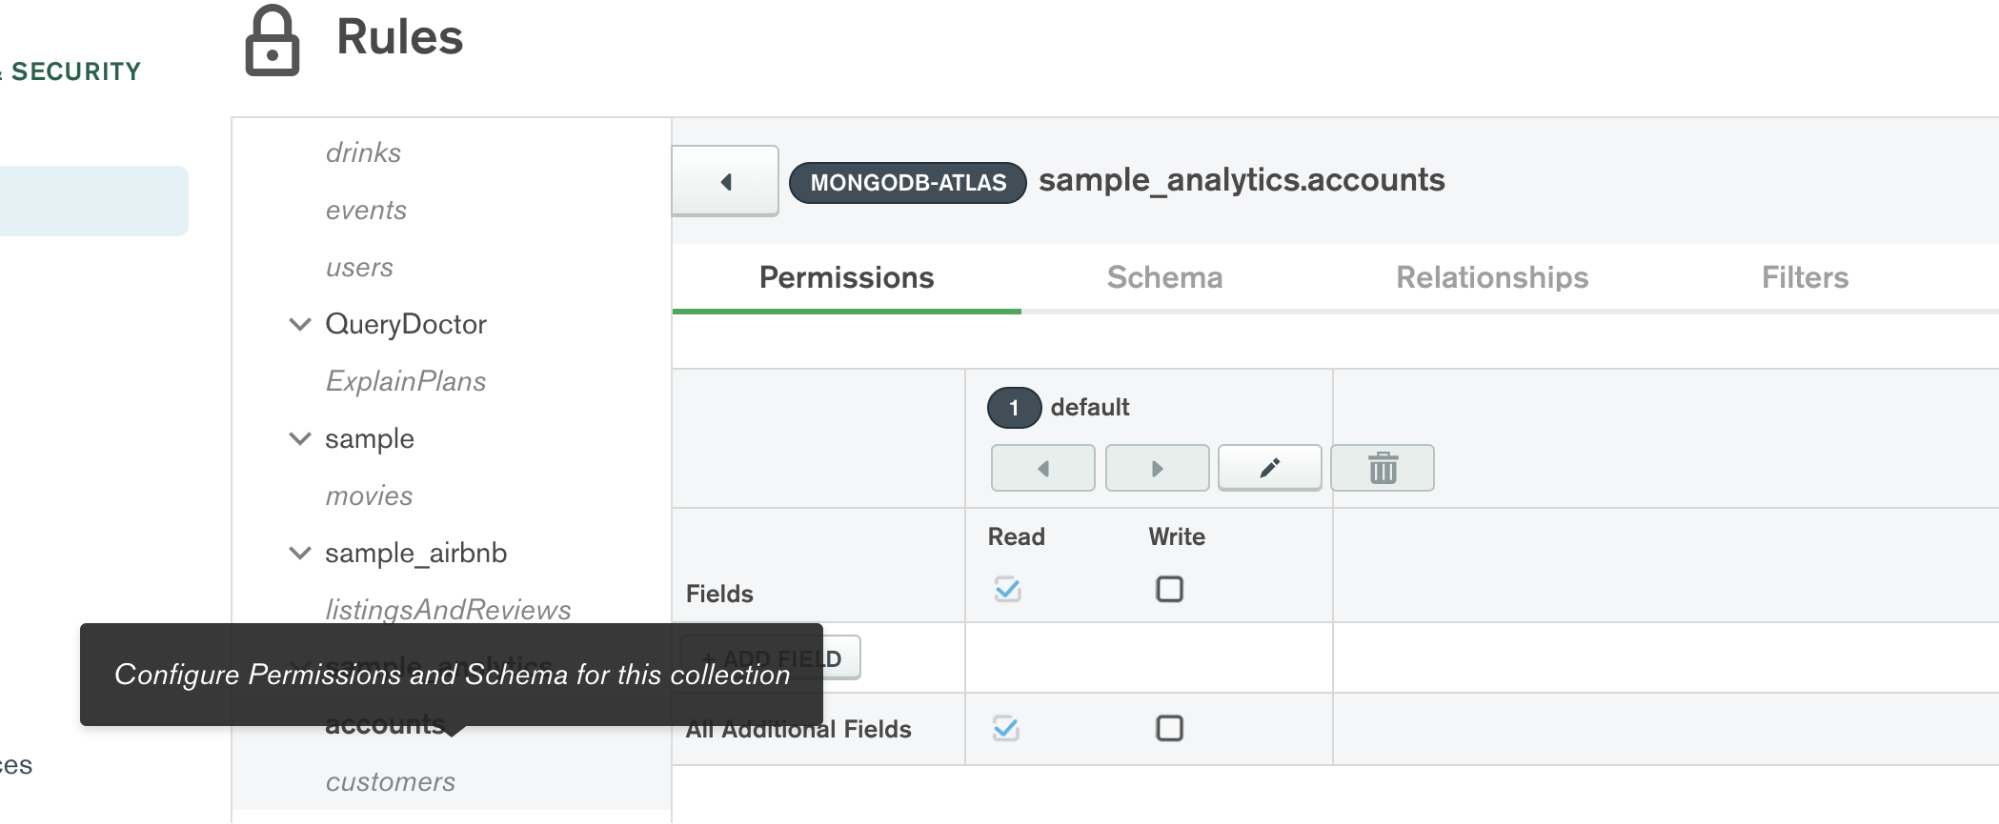 Rules
& SECURITY
drinks
events
users
QueryDoctor
ExplainPlans
sample
movies
sample_airbnb
listingsAndReviews
sample_analytics
Configure Permissions and Schema for this collection
accounts
customers
MONGODB-ATLAS sample_analytics.accounts
Permissions Schema Relationships Filters
1 default
Read Write
Fields
+ ADD FIELD
All Additional Fields